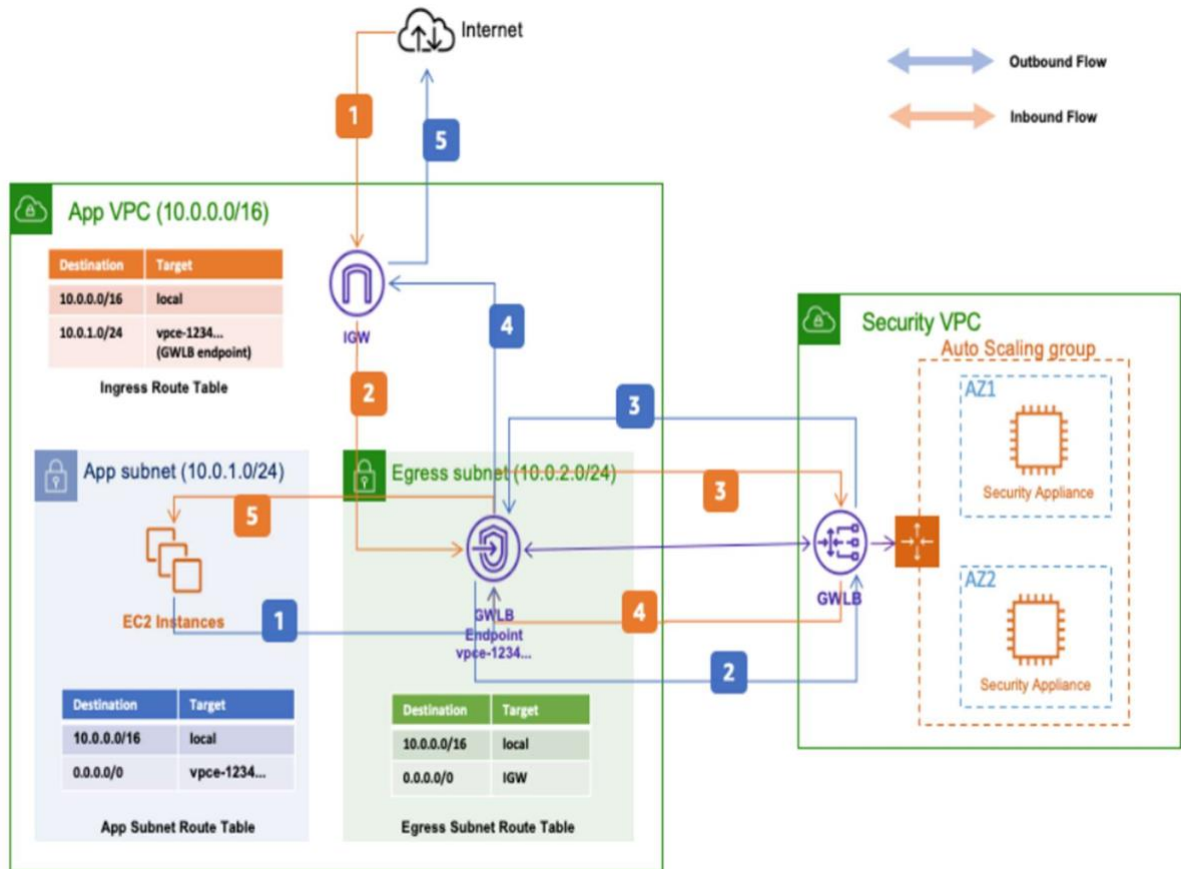 Internet
Outbound Flow
Inbound Flow
1
5
App VPC (10.0.0.0/16)
Destination Target
10.0.0.0/16 local
10.0.1.0/24 vpce-1234...
(GWLB endpoint)
Ingress Route Table
IGW
4
2
Security VPC
Auto Scaling group
AZ1
Security Appliance
3
App subnet (10.0.1.0/24)
Egress subnet (10.0.2.0/24)
3
5
EC2 Instances
1
GWLB
Endpoint
vpce-1234...
GWLB
4
2
AZ2
Security Appliance
Destination Target
10.0.0.0/16 local
0.0.0.0/0 vpce-1234...
App Subnet Route Table
Destination Target
10.0.0.0/16 local
0.0.0.0/0 IGW
Egress Subnet Route Table